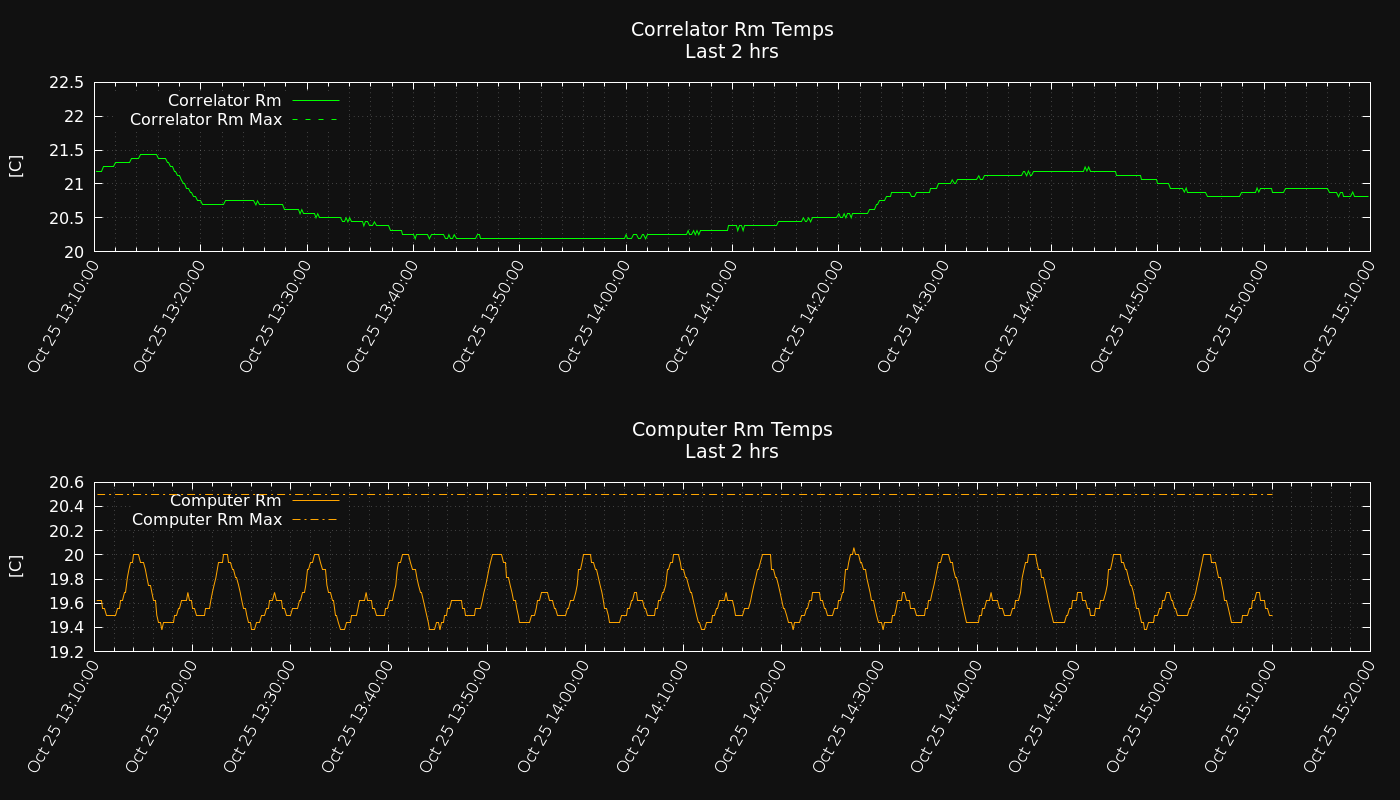 Correlator Rm Temps
Last 2 hrs
22.5
22
21.5
21
20.5
20
[C]
Correlator Rm
Correlator Rm Max
Oct 25 13:10:00
Oct 25 13:20:00
Oct 25 13:30:00
Oct 25 13:40:00
Oct 25 13:50:00
Oct 25 14:00:00
Oct 25 14:10:00
Oct 25 14:20:00
Oct 25 14:30:00
Oct 25 14:40:00
Oct 25 14:50:00
Oct 25 15:00:00
Oct 25 15:10:00
Computer Rm Temps
Last 2 hrs
20.6
20.4
20.2
20
19.8
19.6
19.4
19.2
[C]
Computer Rm
Computer Rm Max
Oct 25 13:10:00
Oct 25 13:20:00
Oct 25 13:30:00
Oct 25 13:40:00
Oct 25 13:50:00
Oct 25 14:00:00
Oct 25 14:10:00
Oct 25 14:20:00
Oct 25 14:30:00
Oct 25 14:40:00
Oct 25 14:50:00
Oct 25 15:00:00
Oct 25 15:10:00
Oct 25 15:20:00